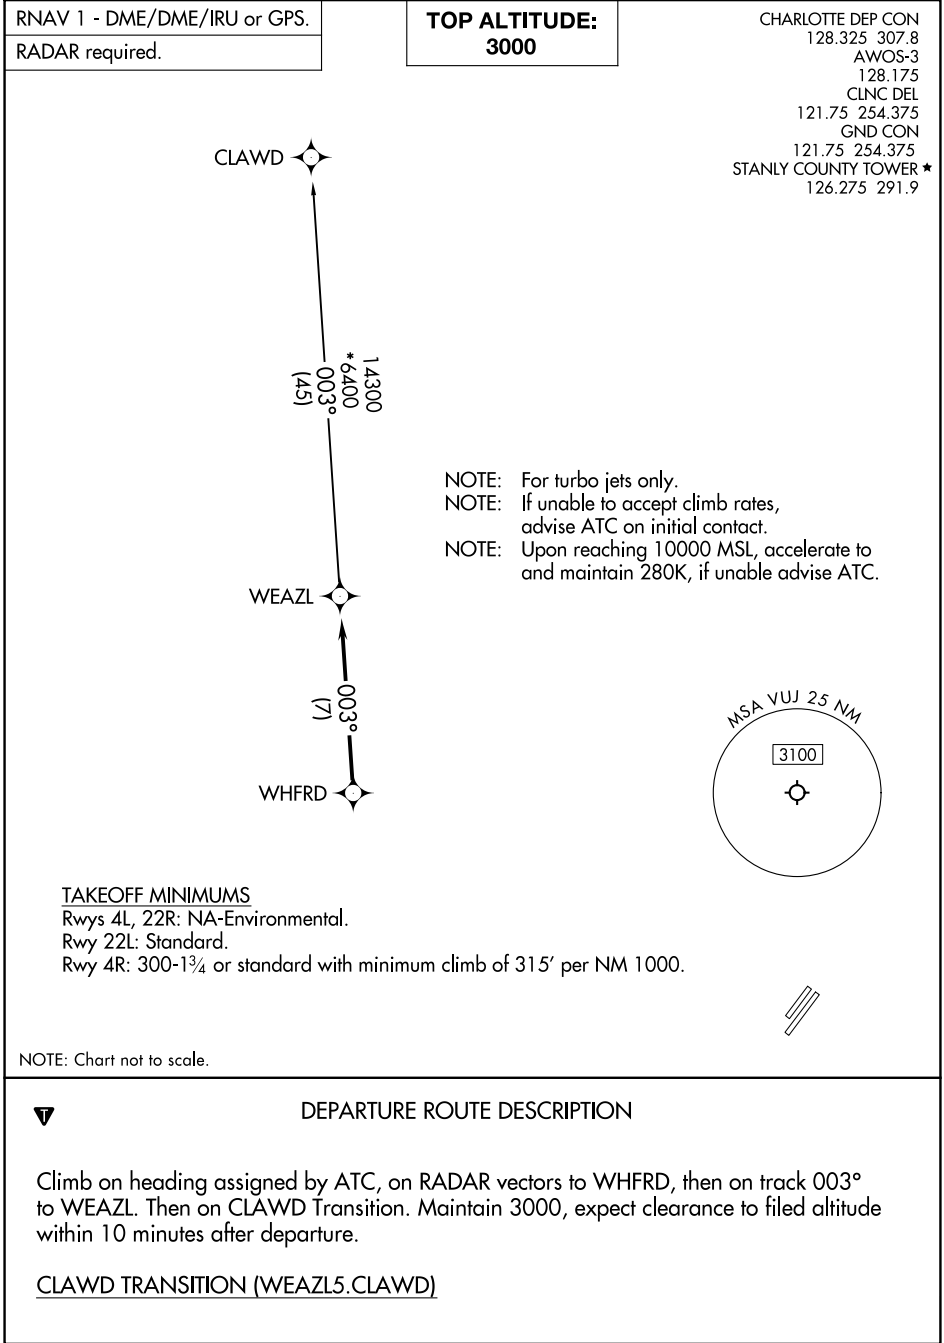 RNAV 1 - DME/DME/IRU or GPS.
RADAR required.
TOP ALTITUDE:
3000
CHARLOTTE DEP CON
128.325 307.8
AWOS-3
128.175
CLNC DEL
121.75 254.375
GND CON
121.75 254.375
STANLY COUNTY TOWER ★
126.275 291.9
CLAWD
14300
*6400
003°
(45)
NOTE: For turbo jets only.
NOTE: If unable to accept climb rates,
advise ATC on initial contact.
NOTE: Upon reaching 10000 MSL, accelerate to
and maintain 280K, if unable advise ATC.
WEAZL
003°
(7)
WHFRD
MSA VUJ 25 NM
3100
TAKEOFF MINIMUMS
Rwys 4L, 22R: NA-Environmental.
Rwy 22L: Standard.
Rwy 4R: 300-1¾ or standard with minimum climb of 315' per NM 1000.
NOTE: Chart not to scale.
T
DEPARTURE ROUTE DESCRIPTION
Climb on heading assigned by ATC, on RADAR vectors to WHFRD, then on track 003°
to WEAZL. Then on CLAWD Transition. Maintain 3000, expect clearance to filed altitude
within 10 minutes after departure.
CLAWD TRANSITION (WEAZL5.CLAWD)